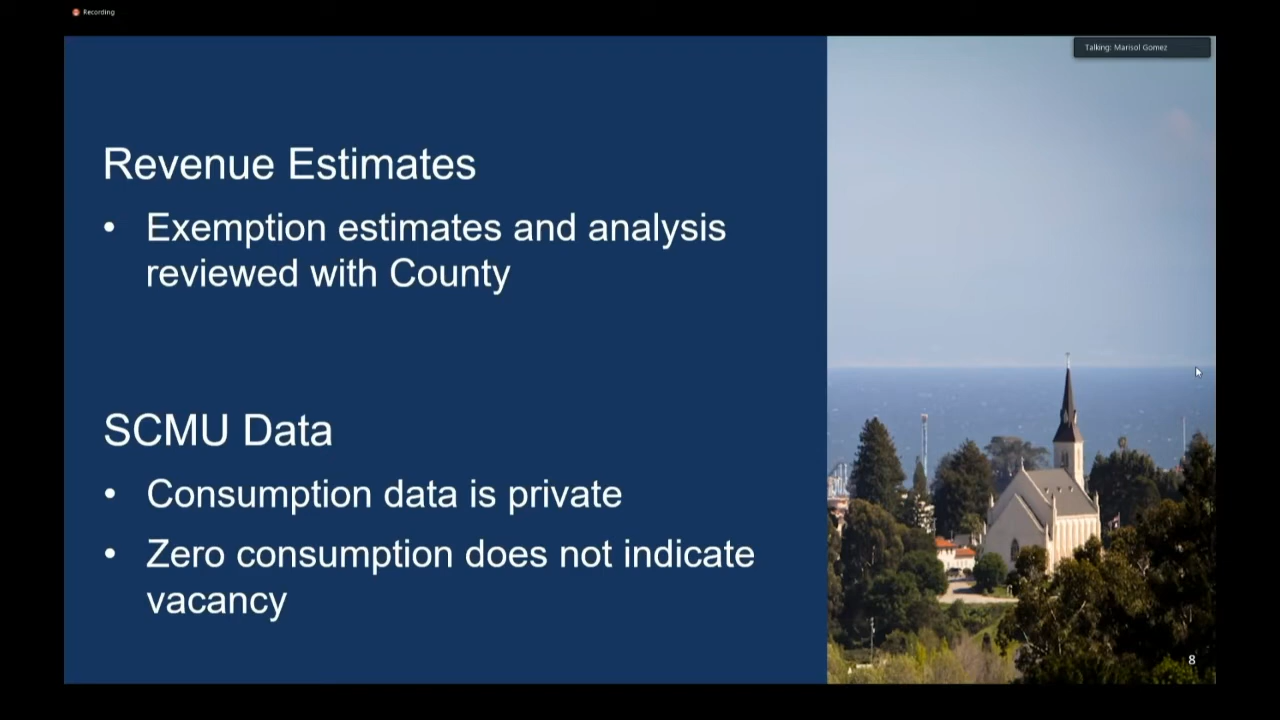 Recording
Talking: Marisol Gomez
Revenue Estimates
• Exemption estimates and analysis
reviewed with County
SCMU Data
• Consumption data is private
• Zero consumption does not indicate
vacancy
8